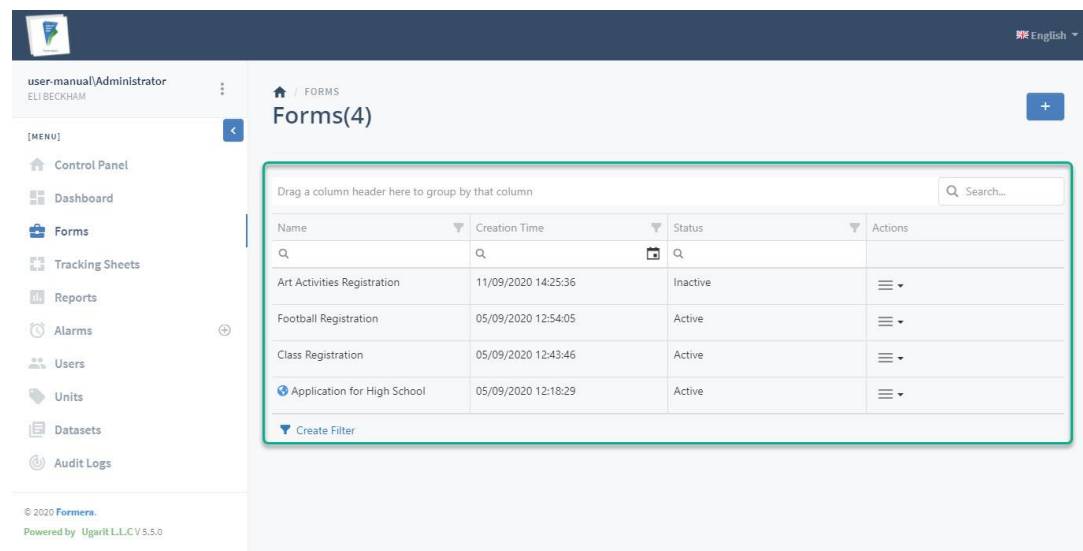 English
user-manual\Administrator
ELI BECKHAM
[MENU]
Control Panel
Dashboard
Forms
Tracking Sheets
Reports
Alarms
Users
Units
Datasets
Audit Logs
© 2020 Formera.
Powered by Ugarit L.L.C V 5.5.0
/ FORMS
Forms(4)
+
Drag a column header here to group by that column
Search...
Name Creation Time Status Actions
Art Activities Registration 11/09/2020 14:25:36 Inactive
Football Registration 05/09/2020 12:54:05 Active
Class Registration 05/09/2020 12:43:46 Active
Application for High School 05/09/2020 12:18:29 Active
Create Filter